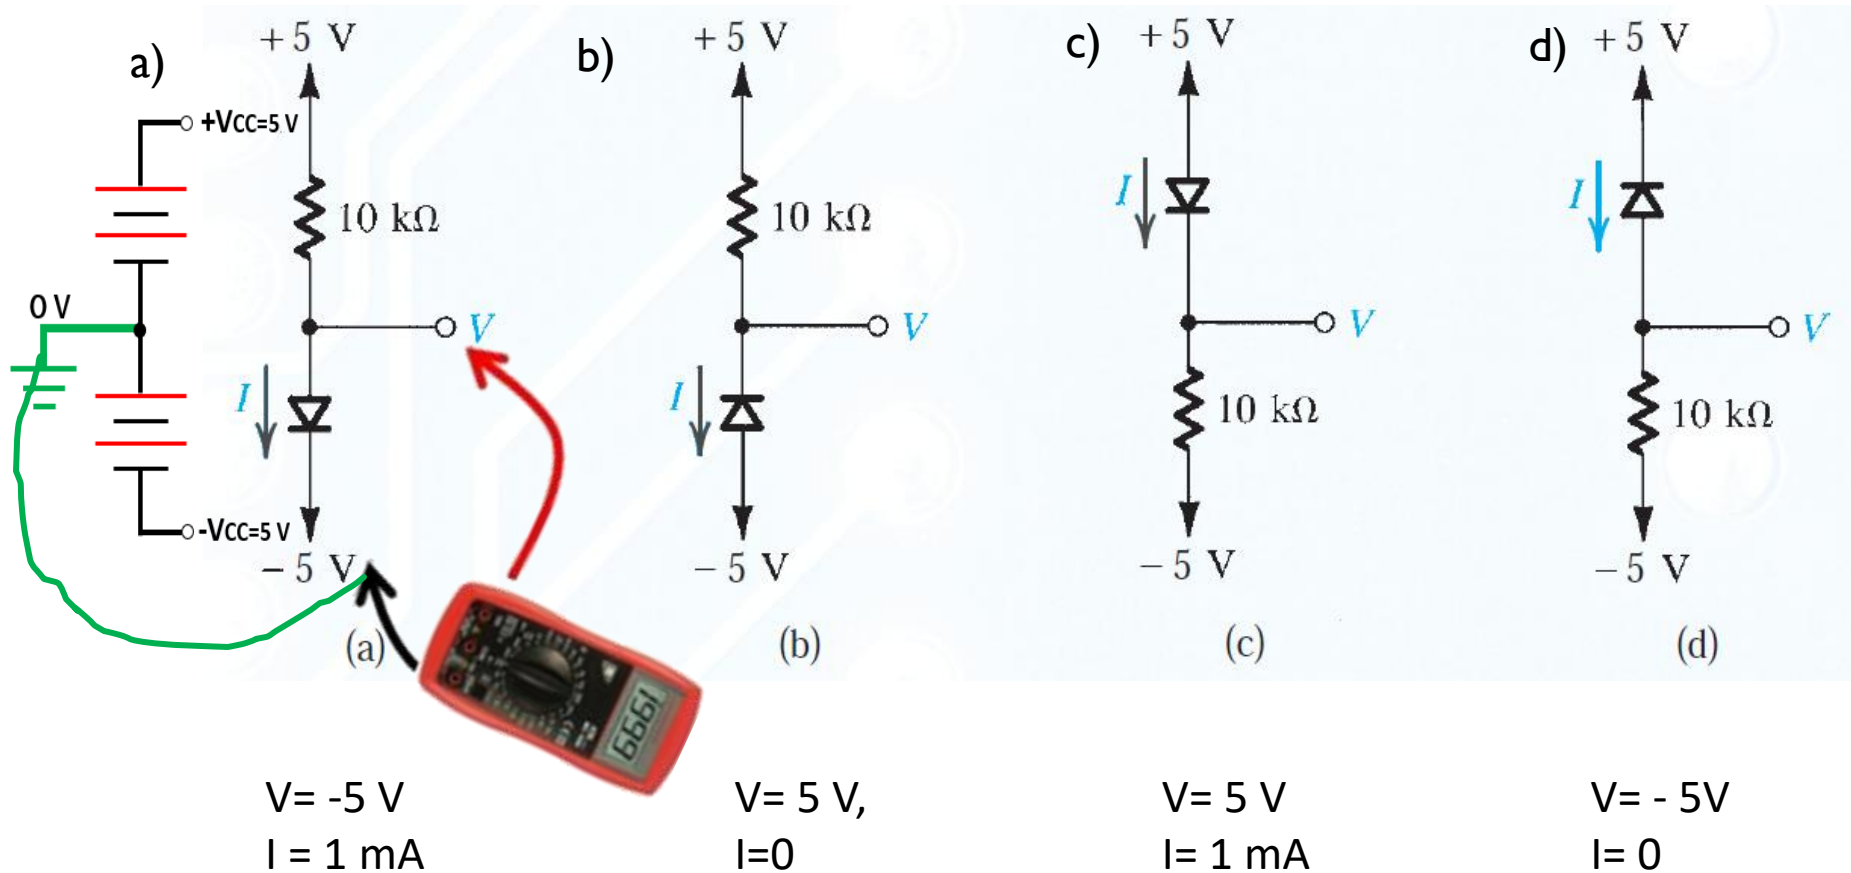 a)
+5 V
+Vcc=5 V
10 kΩ
0 V
V
I
-Vcc=5 V
− 5 V
(a)
1999
V= -5 V
I = 1 mA
b)
+5 V
10 kΩ
V
I
− 5 V
(b)
V= 5 V,
I=0
c)
+5 V
I
V
10 kΩ
− 5 V
(c)
V= 5 V
I= 1 mA
d)
+5 V
I
V
10 kΩ
− 5 V
(d)
V= - 5V
I= 0